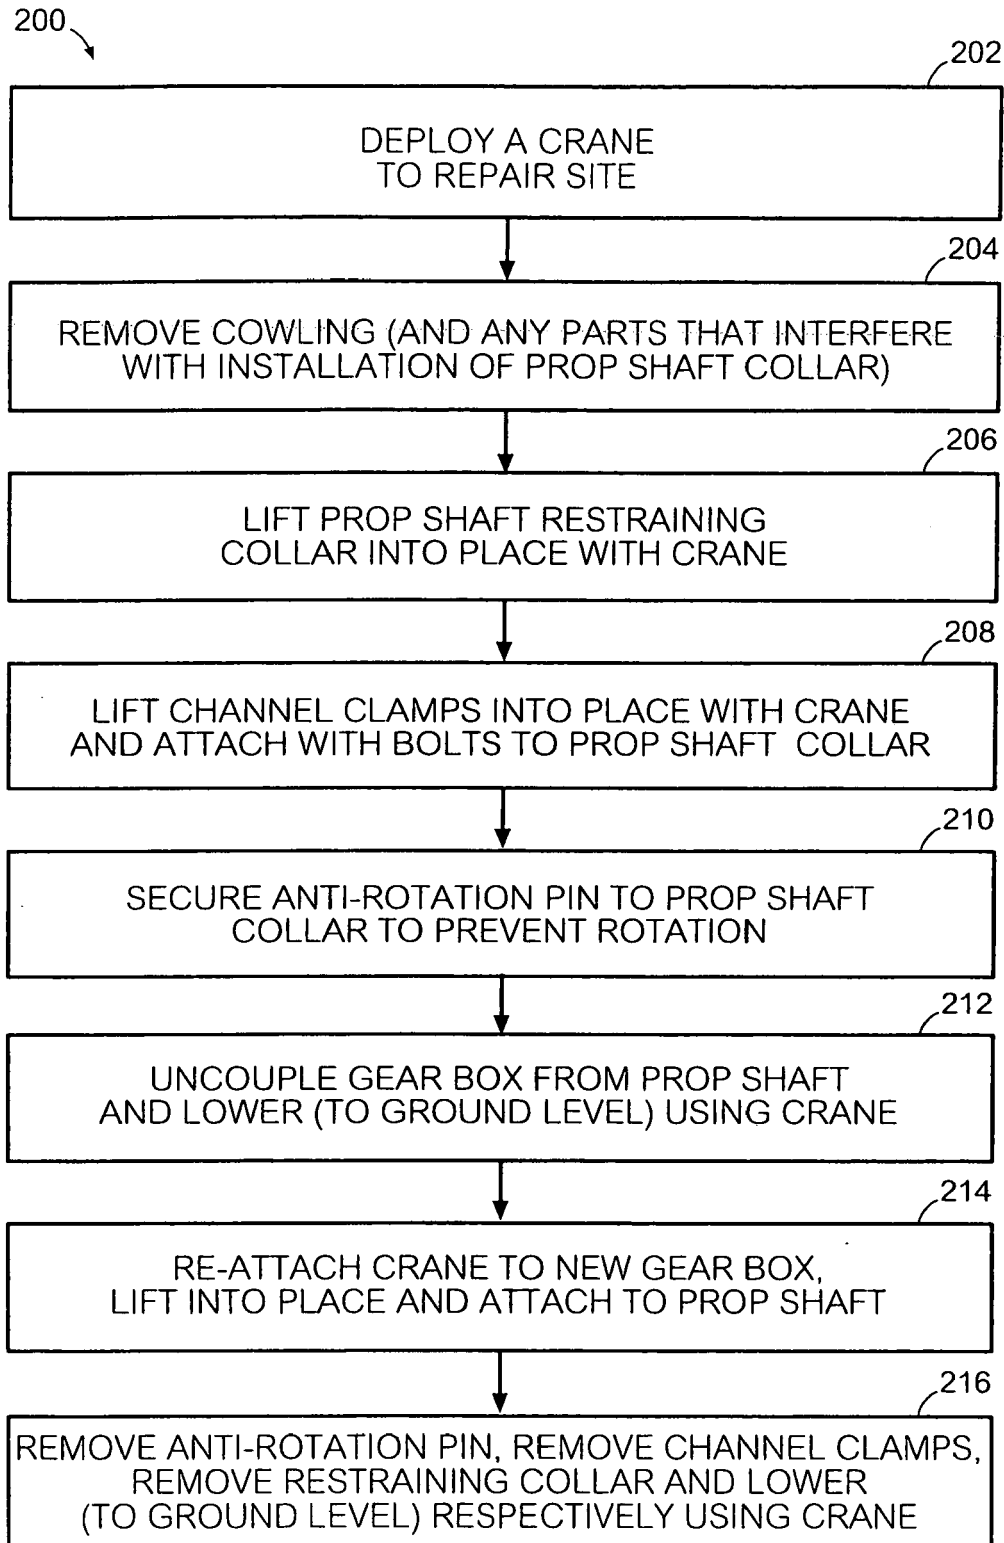 200
202
DEPLOY A CRANE
TO REPAIR SITE
204
REMOVE COWLING (AND ANY PARTS THAT INTERFERE
WITH INSTALLATION OF PROP SHAFT COLLAR)
206
LIFT PROP SHAFT RESTRAINING
COLLAR INTO PLACE WITH CRANE
208
LIFT CHANNEL CLAMPS INTO PLACE WITH CRANE
AND ATTACH WITH BOLTS TO PROP SHAFT COLLAR
210
SECURE ANTI-ROTATION PIN TO PROP SHAFT
COLLAR TO PREVENT ROTATION
212
UNCOUPLE GEAR BOX FROM PROP SHAFT
AND LOWER (TO GROUND LEVEL) USING CRANE
214
RE-ATTACH CRANE TO NEW GEAR BOX,
LIFT INTO PLACE AND ATTACH TO PROP SHAFT
216
REMOVE ANTI-ROTATION PIN, REMOVE CHANNEL CLAMPS,
REMOVE RESTRAINING COLLAR AND LOWER
(TO GROUND LEVEL) RESPECTIVELY USING CRANE